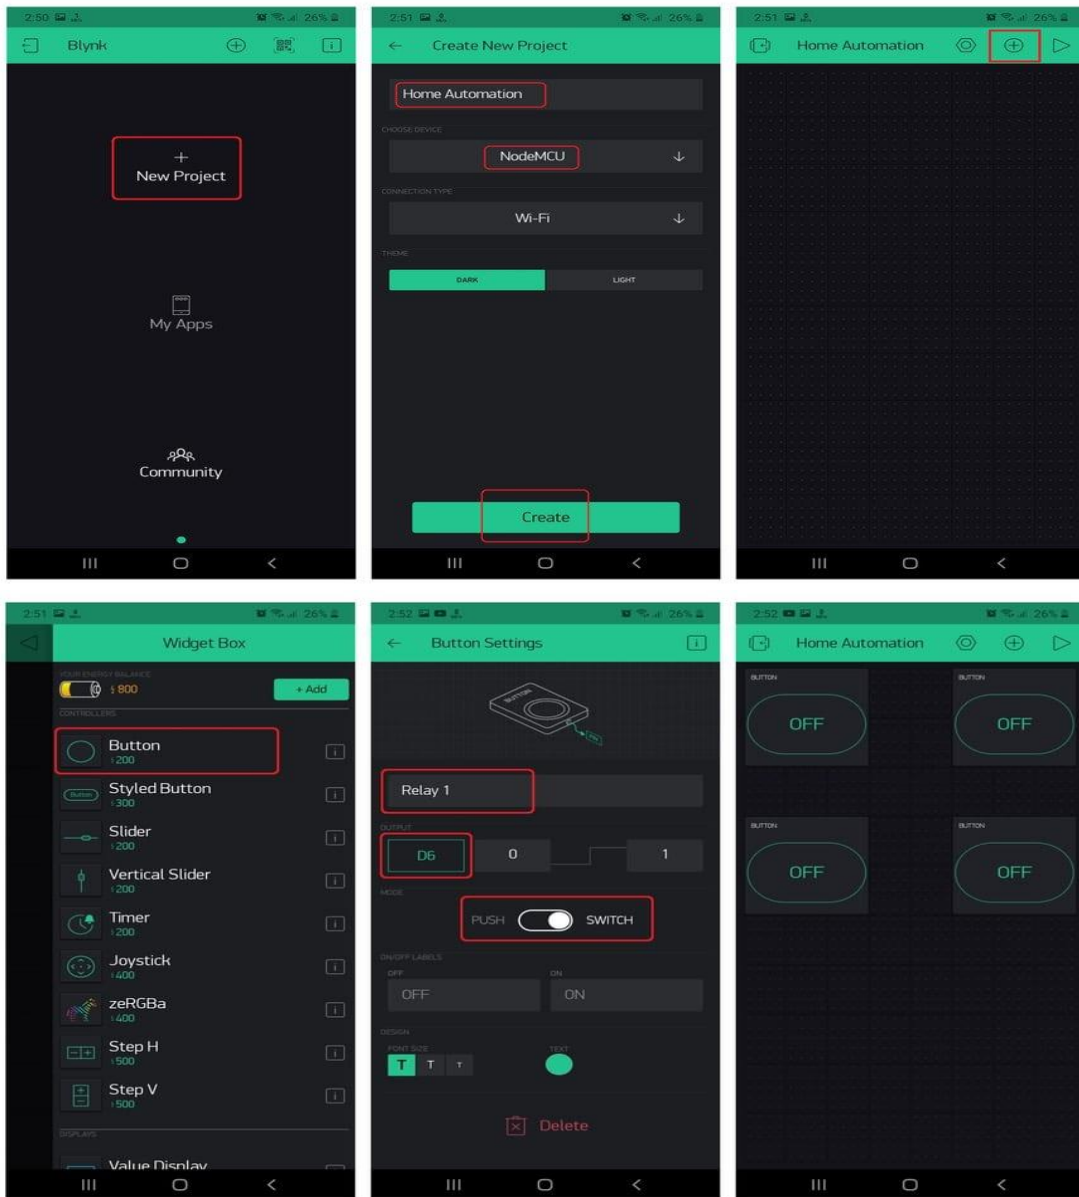 2:50 26%
Blynk
+
New Project
My Apps
Community
2:51 26%
Create New Project
Home Automation
CHOOSE DEVICE
NodeMCU
CONNECTION TYPE
Wi-Fi
THEME
DARK LIGHT
Create
2:51 26%
Home Automation
2:51 26%
Widget Box
YOUR ENERGY BALANCE
800
+ Add
CONTROLLERS
Button
200
Button
Styled Button
300
Slider
200
Vertical Slider
200
Timer
200
Joystick
400
zeRGBa
400
Step H
500
Step V
500
DISPLAYS
Value Display
2:52 26%
Button Settings
BUTTON
Relay 1
OUTPUT
D6 0 1
MODE
PUSH SWITCH
ON/OFF LABELS
OFF ON
OFF ON
DESIGN
FONT SIZE TEXT
T T T
Delete
2:52 26%
Home Automation
BUTTON BUTTON
OFF OFF
BUTTON BUTTON
OFF OFF